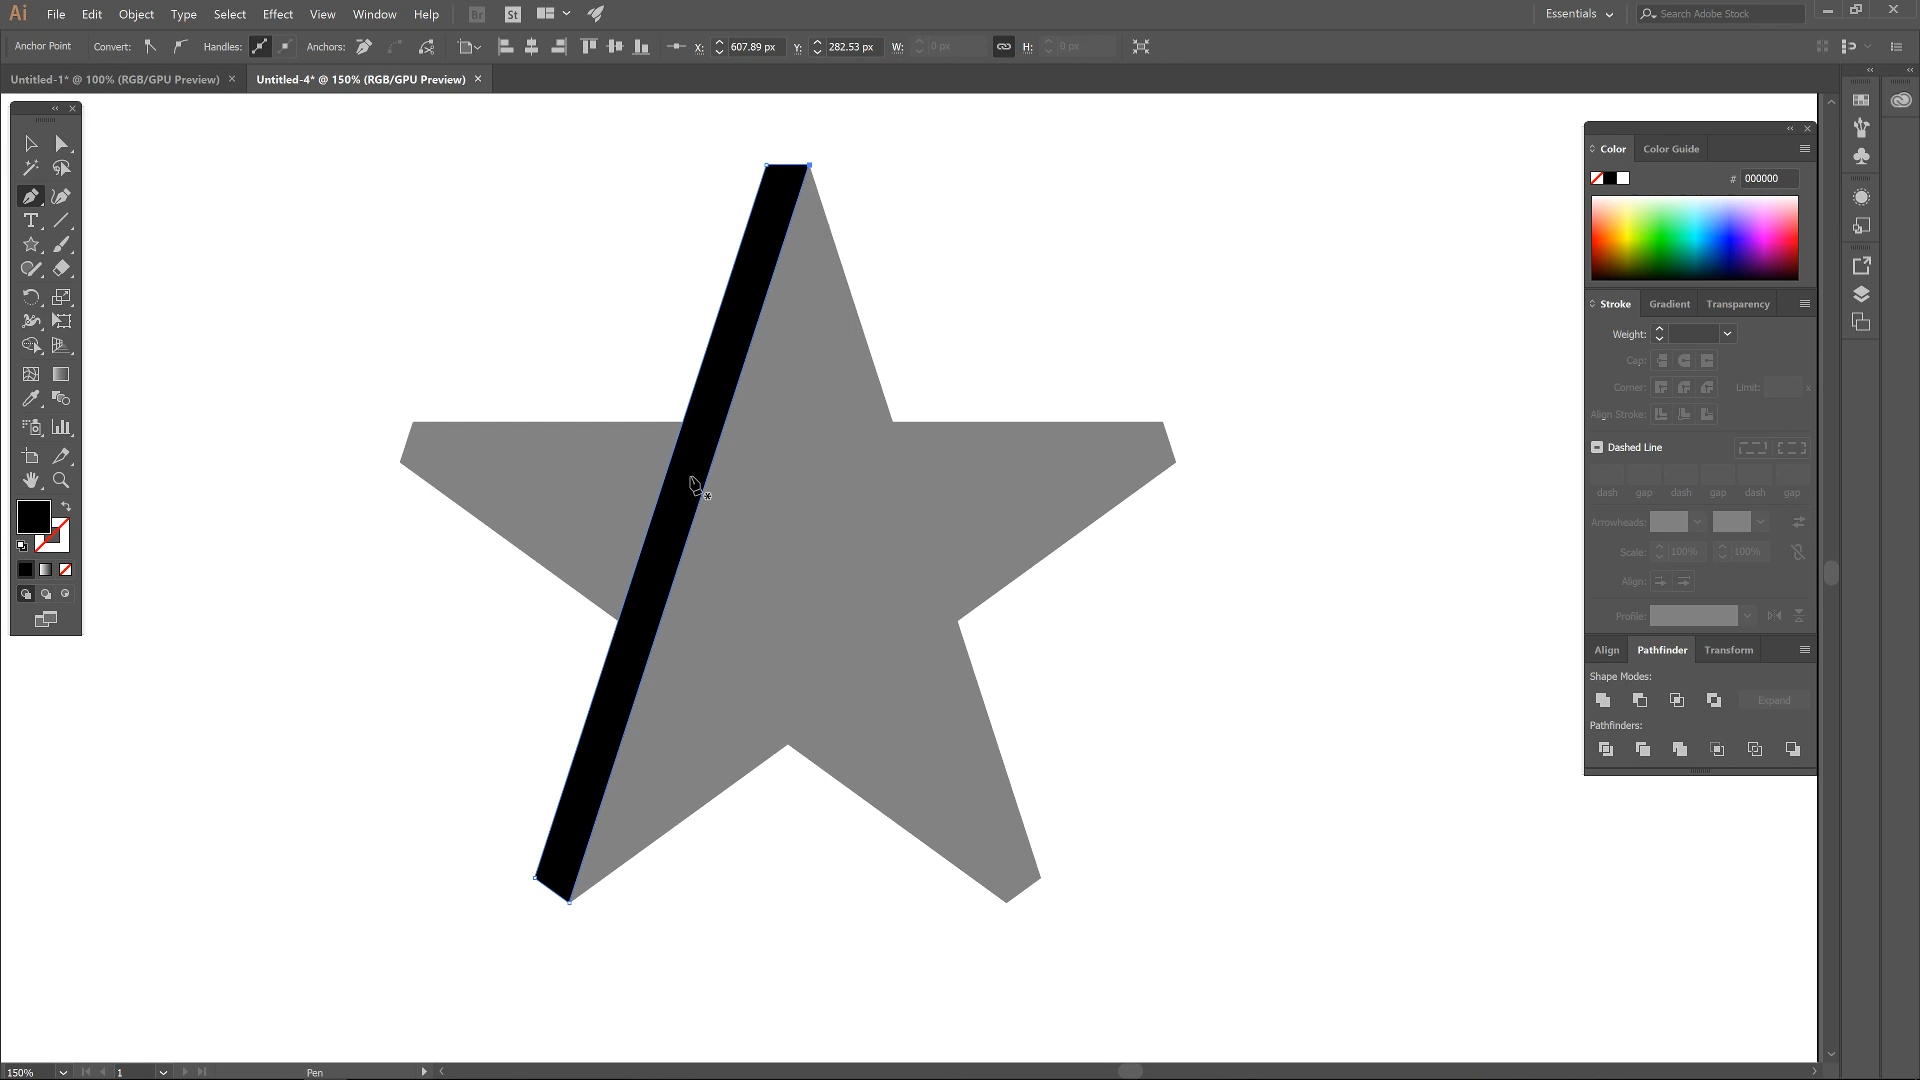 Ai File Edit Object Type Select Effect View Window Help Br St Essentials Search Adobe Stock
Anchor Point Convert: Handles: Anchors: X: 607.89 px Y: 282.53 px W: 0 px H: 0 px
Untitled-1* @ 100% (RGB/GPU Preview) × Untitled-4* @ 150% (RGB/GPU Preview) ×
Color Color Guide
# 000000
Stroke Gradient Transparency
Weight:
Cap:
Corner: Limit: x
Align Stroke:
Dashed Line
dash gap dash gap dash gap
Arrowheads:
Scale: 100% 100%
Align:
Profile:
Align Pathfinder Transform
Shape Modes:
Expand
Pathfinders:
150% 1 Pen